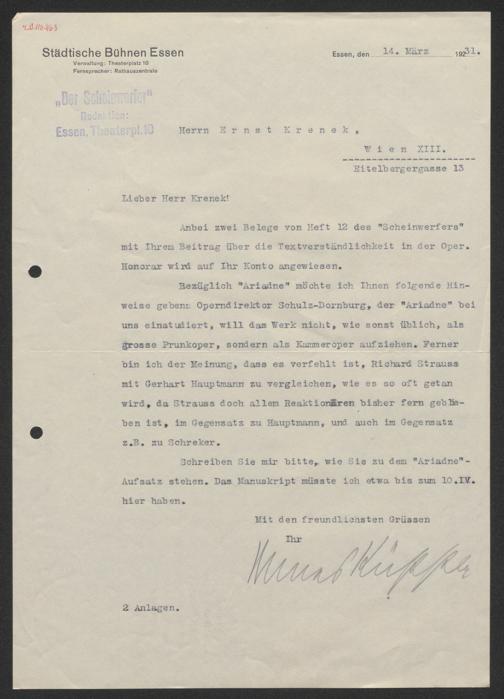 Städtische Bühnen Essen
Verwaltung: Theaterplatz 10
Fernsprecher: Rathauszentrale
Essen, den 14. März 1931.
„Der Scheinwerfer"
Redaktion:
Essen, Theaterpl. 10
Herrn Ernst Krenek,
Wien XIII.
Eitelbergergasse 13
Lieber Herr Krenek!
Anbei zwei Belege von Heft 12 des "Scheinwerfers"
mit Ihrem Beitrag über die Textverständlichkeit in der Oper.
Honorar wird auf Ihr Konto angewiesen.
Bezüglich "Ariadne" möchte ich Ihnen folgende Hin-
weise geben: Operndirektor Schulz-Dornburg, der "Ariadne" bei
uns einstudiert, will das Werk nicht, wie sonst üblich, als
grosse Prunkoper, sondern als Kammeroper aufziehen. Ferner
bin ich der Meinung, dass es verfehlt ist, Richard Strauss
mit Gerhart Hauptmann zu vergleichen, wie es so oft getan
wird, da Strauss doch allem Reaktionären bisher fern geblie-
ben ist, im Gegensatz zu Hauptmann, und auch im Gegensatz
z.B. zu Schreker.
Schreiben Sie mir bitte, wie Sie zu dem "Ariadne"-
Aufsatz stehen. Das Manuskript müsste ich etwa bis zum 10.IV.
hier haben.
Mit den freundlichsten Grüssen
Ihr
Hannes Küpper
2 Anlagen.